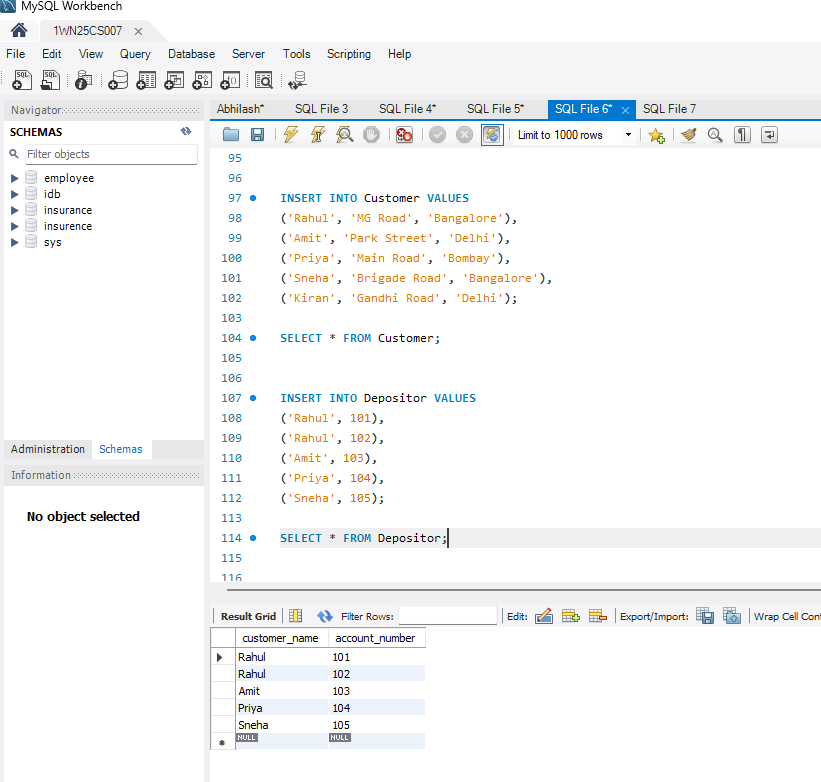 MySQL Workbench
1WN25CS007
File Edit View Query Database Server Tools Scripting Help
Navigator
SCHEMAS
Filter objects
employee
idb
insurance
insurence
sys
Administration Schemas
Information
No object selected
Abhilash* SQL File 3 SQL File 4* SQL File 5* SQL File 6* SQL File 7
Limit to 1000 rows
95
96
97 INSERT INTO Customer VALUES
98 ('Rahul', 'MG Road', 'Bangalore'),
99 ('Amit', 'Park Street', 'Delhi'),
100 ('Priya', 'Main Road', 'Bombay'),
101 ('Sneha', 'Brigade Road', 'Bangalore'),
102 ('Kiran', 'Gandhi Road', 'Delhi');
103
104 SELECT * FROM Customer;
105
106
107 INSERT INTO Depositor VALUES
108 ('Rahul', 101),
109 ('Rahul', 102),
110 ('Amit', 103),
111 ('Priya', 104),
112 ('Sneha', 105);
113
114 SELECT * FROM Depositor;
115
116
Result Grid Filter Rows: Edit: Export/Import: Wrap Cell Con
customer_name account_number
Rahul 101
Rahul 102
Amit 103
Priya 104
Sneha 105
NULL NULL